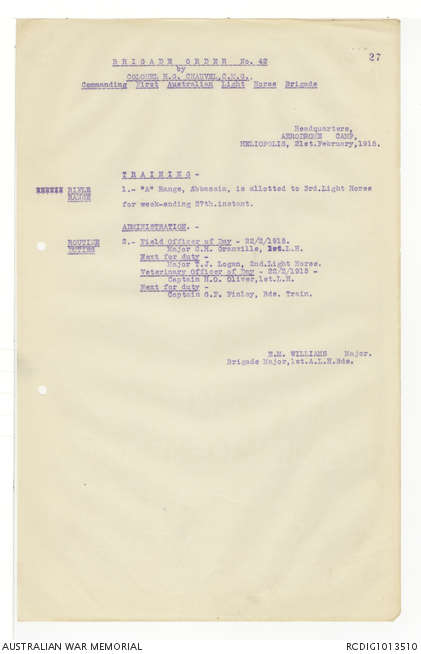 27
BRIGADE ORDER No. 42
by
COLONEL H.G. CHAUVEL, C.M.G.,
Commanding First Australian Light Horse Brigade
Headquarters,
AERODROME CAMP,
HELIOPOLIS, 21st.February,1915.
TRAINING -
RIFLE 1.- "A" Range, Abbassia, is allotted to 3rd.Light Horse
RANGE for week-ending 27th.instant.
ADMINISTRATION. -
ROUTINE 2.- Field Officer of Day - 22/2/1915.
DUTIES Major C.H. Granville, 1st.L.H.
Next for duty -
Major T.J. Logan, 2nd.Light Horse.
Veterinary Officer of Day - 22/2/1915 -
Captain H.O. Oliver,1st.L.H.
Next for duty -
Captain G.F. Finlay, Bde. Train.
E.M. WILLIAMS Major.
Brigade Major,1st.A.L.H.Bde.
AUSTRALIAN WAR MEMORIAL
RCDIG1013510